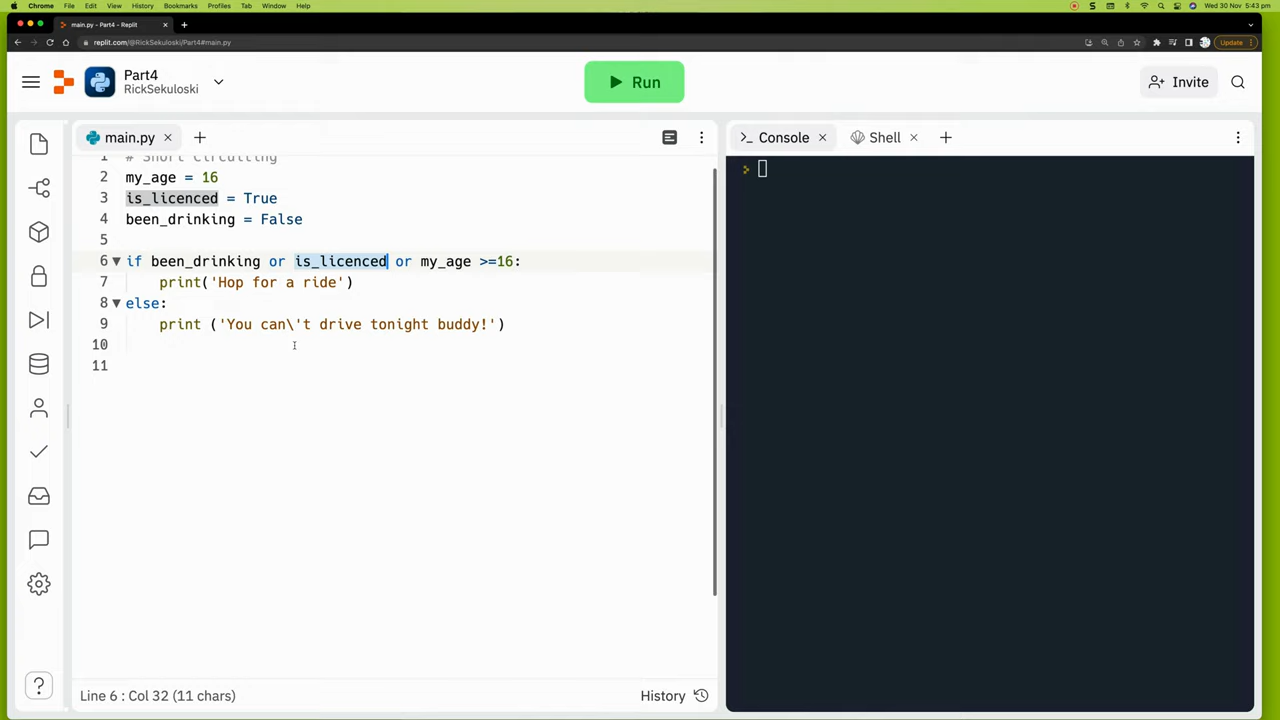 Chrome File Edit View History Bookmarks Profiles Tab Window Help Wed 30 Nov 5:43 pm
main.py - Part4 - Replit
replit.com/@RickSekuloski/Part4#main.py Update
Part4
RickSekuloski
Run
Invite
main.py
Console
Shell
1 # Short Circuiting
2 my_age = 16
3 is_licenced = True
4 been_drinking = False
5
6 if been_drinking or is_licenced or my_age >=16:
7 print('Hop for a ride')
8 else:
9 print ('You can\'t drive tonight buddy!')
10
11
Line 6 : Col 32 (11 chars)
History